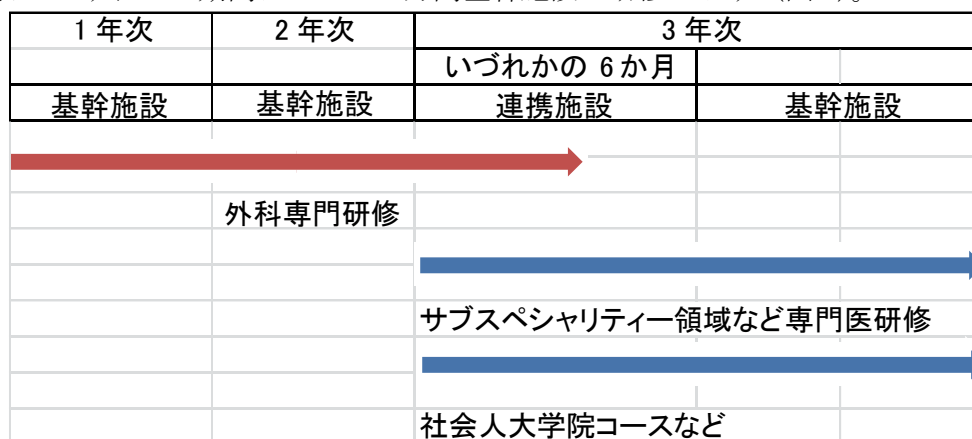 1 年次 2 年次 3 年次
いづれかの 6 か月
基幹施設 基幹施設 連携施設 基幹施設
外科専門研修
サブスペシャリティー領域など専門医研修
社会人大学院コースなど